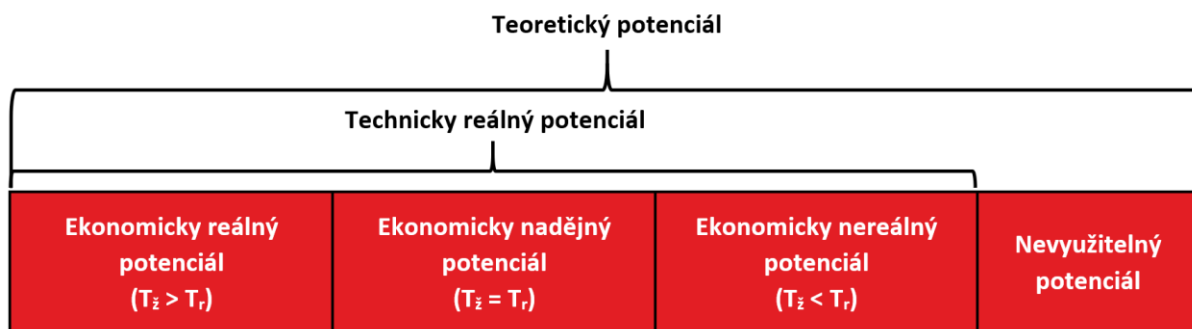 Teoretický potenciál
Technicky reálný potenciál
Ekonomicky reálný
potenciál
(Tž > Tr)
Ekonomicky nadějný
potenciál
(Tž = Tr)
Ekonomicky nereálný
potenciál
(Tž < Tr)
Nevyužitelný
potenciál